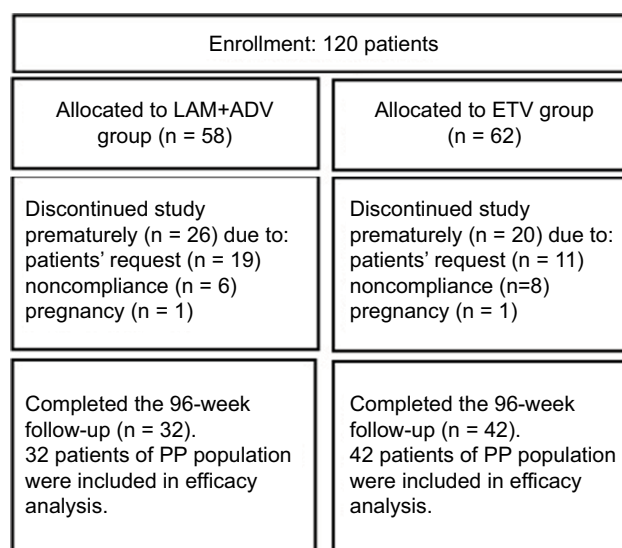 Enrollment: 120 patients
Allocated to LAM+ADV
group (n = 58)
Allocated to ETV group
(n = 62)
Discontinued study
prematurely (n = 26) due to:
patients' request (n = 19)
noncompliance (n = 6)
pregnancy (n = 1)
Discontinued study
prematurely (n = 20) due to:
patients' request (n = 11)
noncompliance (n=8)
pregnancy (n = 1)
Completed the 96-week
follow-up (n = 32).
32 patients of PP population
were included in efficacy
analysis.
Completed the 96-week
follow-up (n = 42).
42 patients of PP population
were included in efficacy
analysis.